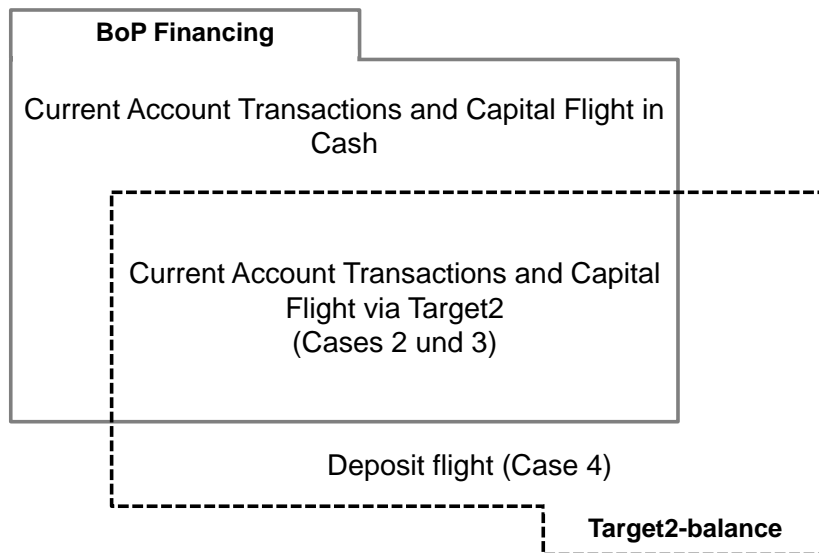 BoP Financing
Current Account Transactions and Capital Flight in
Cash
Current Account Transactions and Capital
Flight via Target2
(Cases 2 und 3)
Deposit flight (Case 4)
Target2-balance